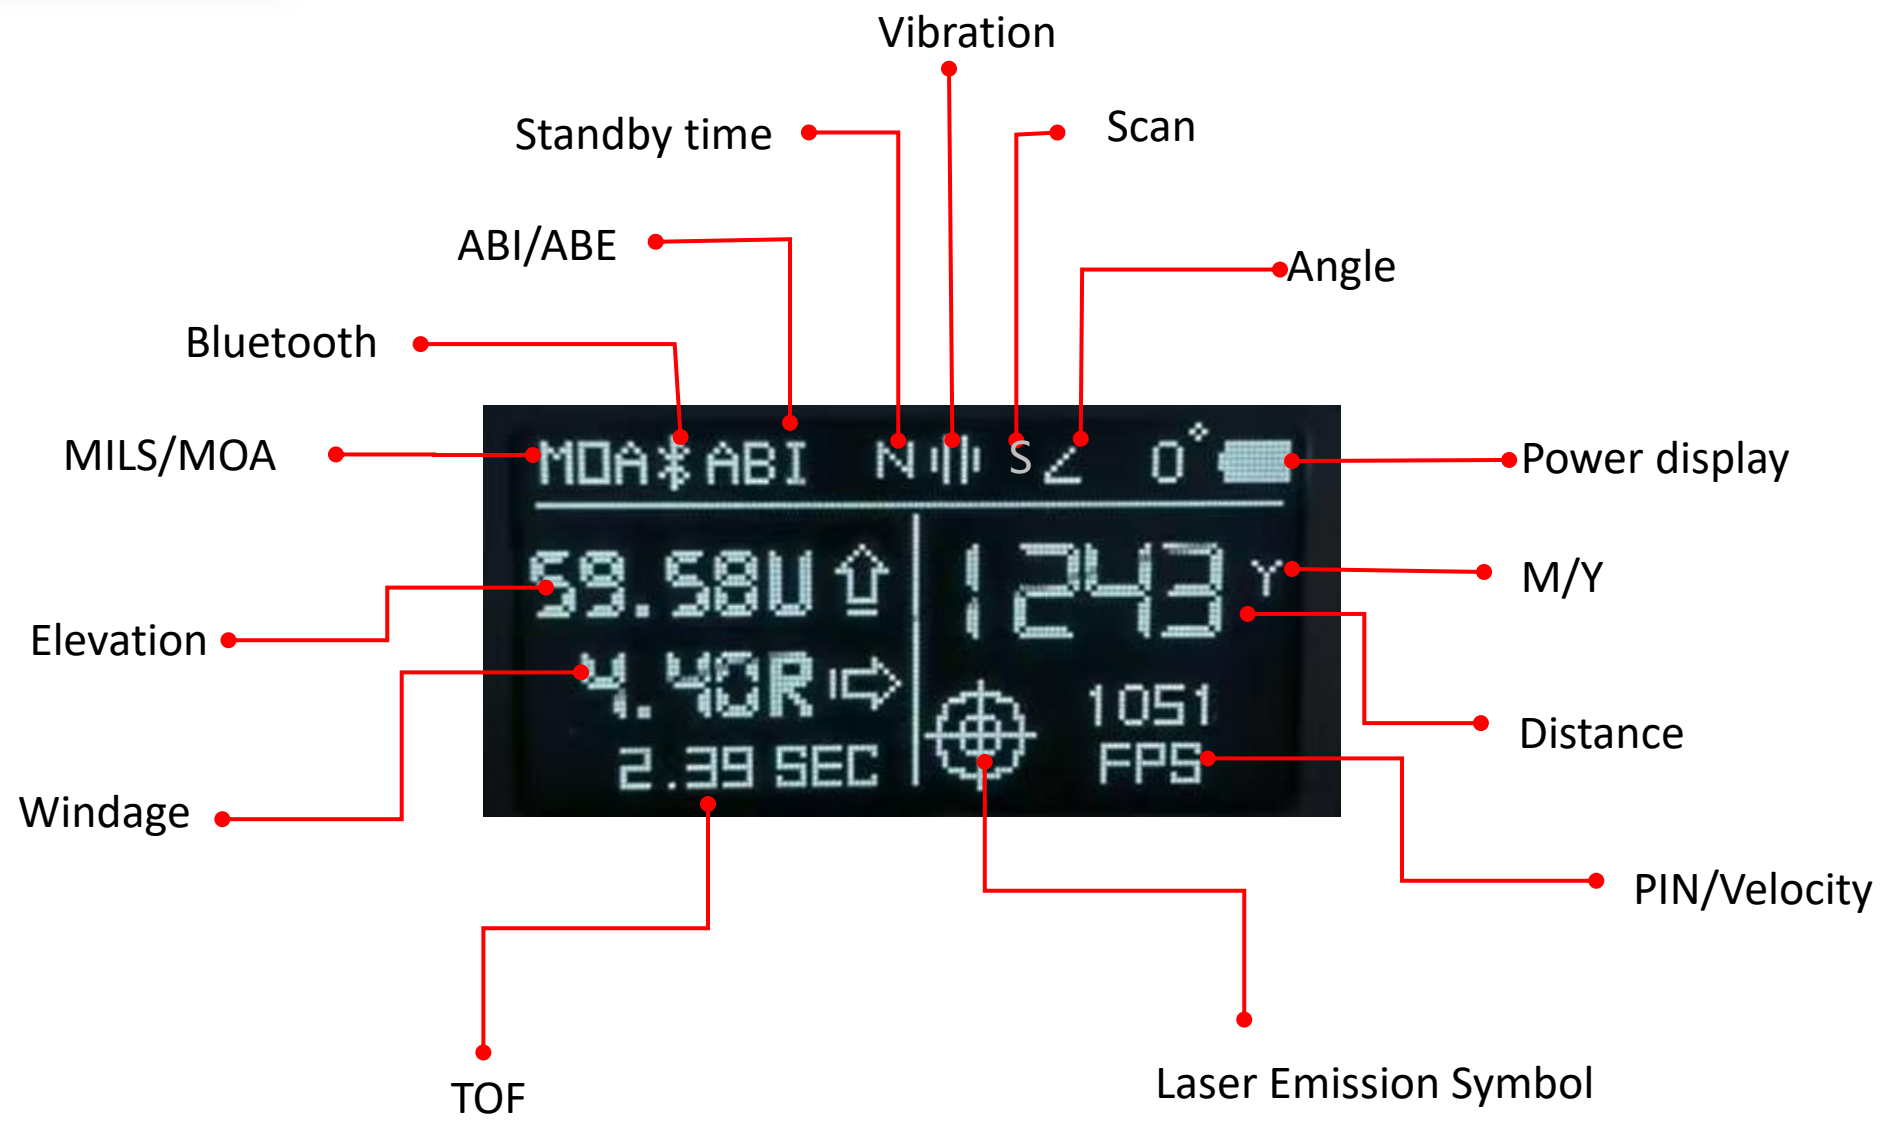 Vibration
Standby time
Scan
ABI/ABE
Angle
Bluetooth
MILS/MOA
Power display
MOA ABI N S 0°
59.58U
1243 Y
M/Y
Elevation
4.40R
1051
FPS
Distance
2.39 SEC
Windage
PIN/Velocity
TOF
Laser Emission Symbol